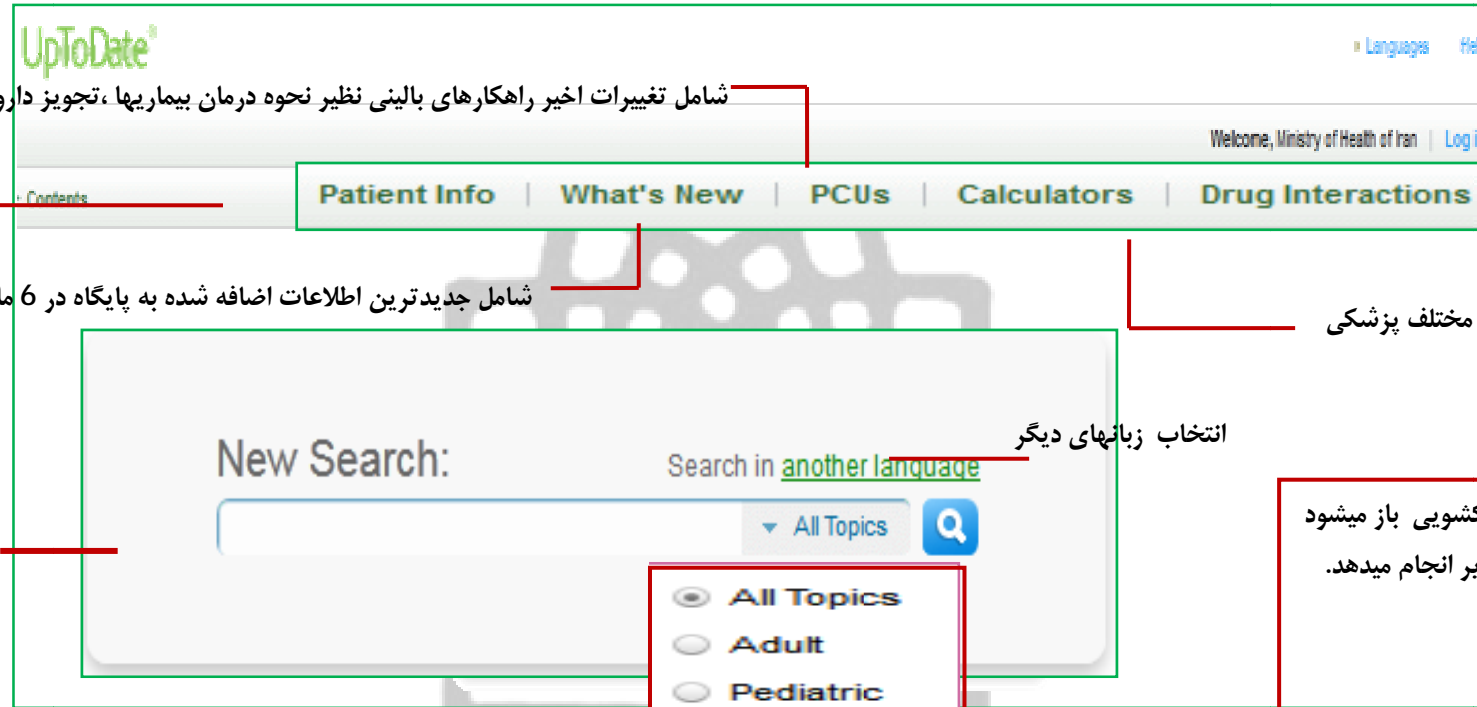 UpToDate®
Languages
شامل تغییرات اخیر راهکارهای بالینی نظیر نحوه درمان بیماریها ،تجویز
Welcome, Ministry of Health of Iran | Log
Contents
Patient Info | What's New | PCUs | Calculators | Drug Interactions
شامل جدیدترین اطلاعات اضافه شده به پایگاه در 6
مختلف پزشکی
انتخاب زبانهای دیگر
New Search:
Search in another language
All Topics
کشویی باز میشود
انجام میدهد.
All Topics
Adult
Pediatric